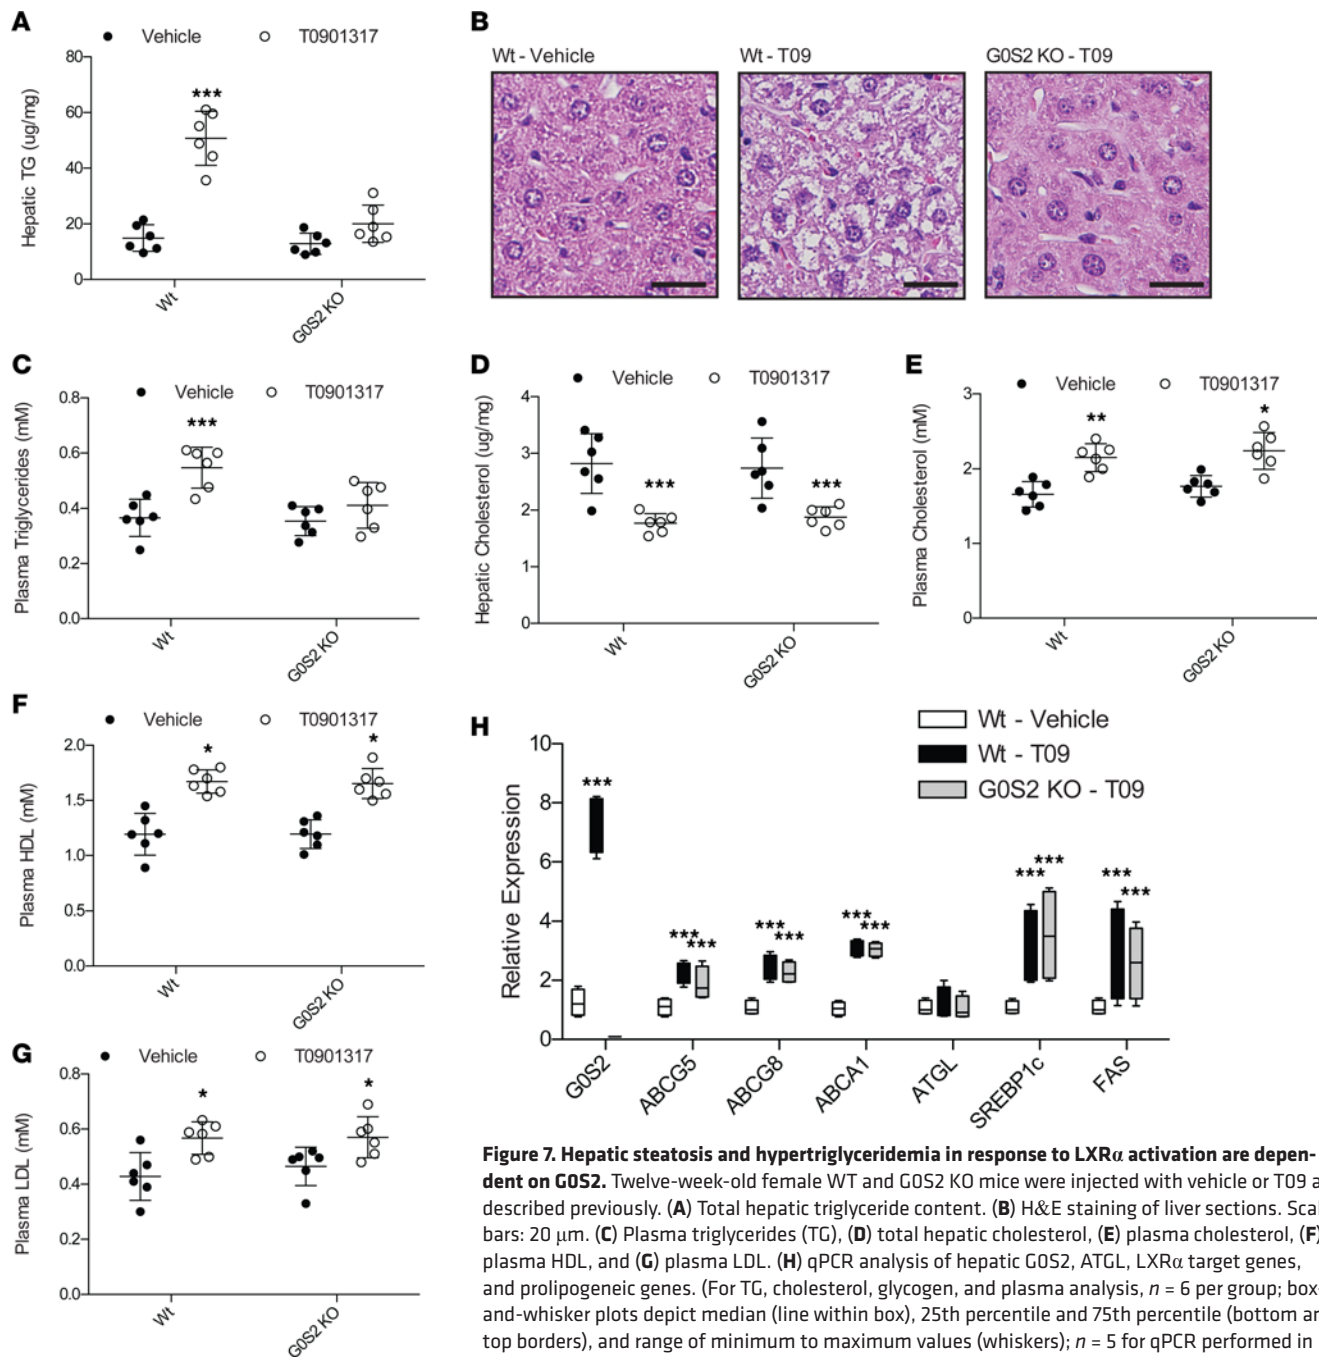 A
Vehicle T0901317
Hepatic TG (ug/mg)
80
60
40
20
0
***
Wt
G0S2 KO
B
Wt - Vehicle
Wt - T09
G0S2 KO - T09
C
Vehicle T0901317
Plasma Triglycerides (mM)
0.8
0.6
0.4
0.2
0.0
***
Wt
G0S2 KO
D
Vehicle T0901317
Hepatic Cholesterol (ug/mg)
4
3
2
1
0
***
***
Wt
G0S2 KO
E
Vehicle T0901317
Plasma Cholesterol (mM)
3
2
1
0
**
*
Wt
G0S2 KO
F
Vehicle T0901317
Plasma HDL (mM)
2.0
1.5
1.0
0.5
0.0
*
*
Wt
G0S2 KO
G
Vehicle T0901317
Plasma LDL (mM)
0.8
0.6
0.4
0.2
0.0
*
*
Wt
G0S2 KO
H
Wt - Vehicle
Wt - T09
G0S2 KO - T09
Relative Expression
10
8
6
4
2
0
***
***
***
***
***
***
***
***
***
***
***
G0S2
ABCG5
ABCG8
ABCA1
ATGL
SREBP1c
FAS
Figure 7. Hepatic steatosis and hypertriglyceridemia in response to LXRα activation are depen-
dent on G0S2. Twelve-week-old female WT and G0S2 KO mice were injected with vehicle or T09 a
described previously. (A) Total hepatic triglyceride content. (B) H&E staining of liver sections. Scal
bars: 20 μm. (C) Plasma triglycerides (TG), (D) total hepatic cholesterol, (E) plasma cholesterol, (F)
plasma HDL, and (G) plasma LDL. (H) qPCR analysis of hepatic G0S2, ATGL, LXRα target genes,
and prolipogeneic genes. (For TG, cholesterol, glycogen, and plasma analysis, n = 6 per group; box-
and-whisker plots depict median (line within box), 25th percentile and 75th percentile (bottom an
top borders), and range of minimum to maximum values (whiskers); n = 5 for qPCR performed in